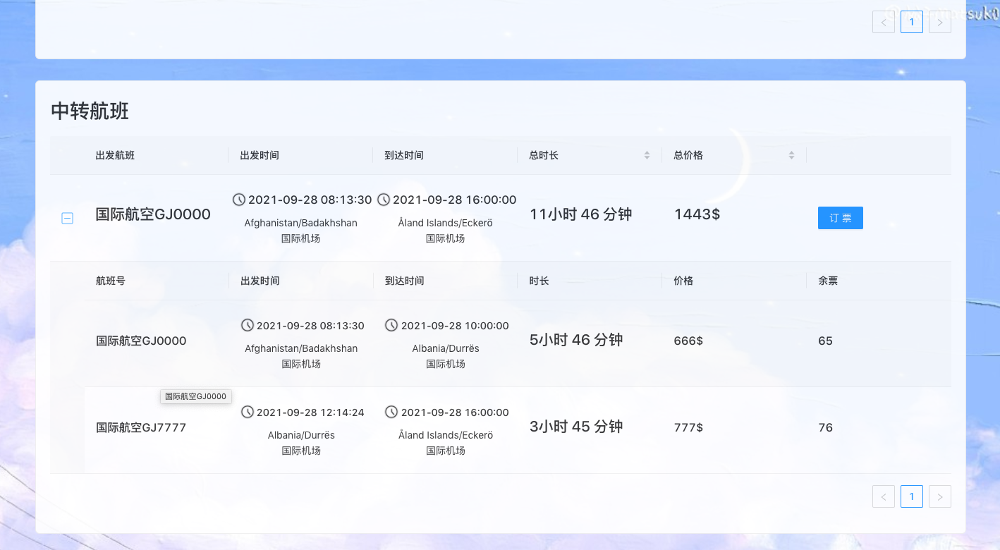 1
中转航班
出发航班 出发时间 到达时间 总时长 总价格
国际航空GJ0000 2021-09-28 08:13:30 2021-09-28 16:00:00 11小时 46 分钟 1443$ 订 票
Afghanistan/Badakhshan Åland Islands/Eckerö
国际机场 国际机场
航班号 出发时间 到达时间 时长 价格 余票
国际航空GJ0000 2021-09-28 08:13:30 2021-09-28 10:00:00 5小时 46 分钟 666$ 65
Afghanistan/Badakhshan Albania/Durrës
国际机场 国际机场
国际航空GJ0000
国际航空GJ7777 2021-09-28 12:14:24 2021-09-28 16:00:00 3小时 45 分钟 777$ 76
Albania/Durrës Åland Islands/Eckerö
国际机场 国际机场
1